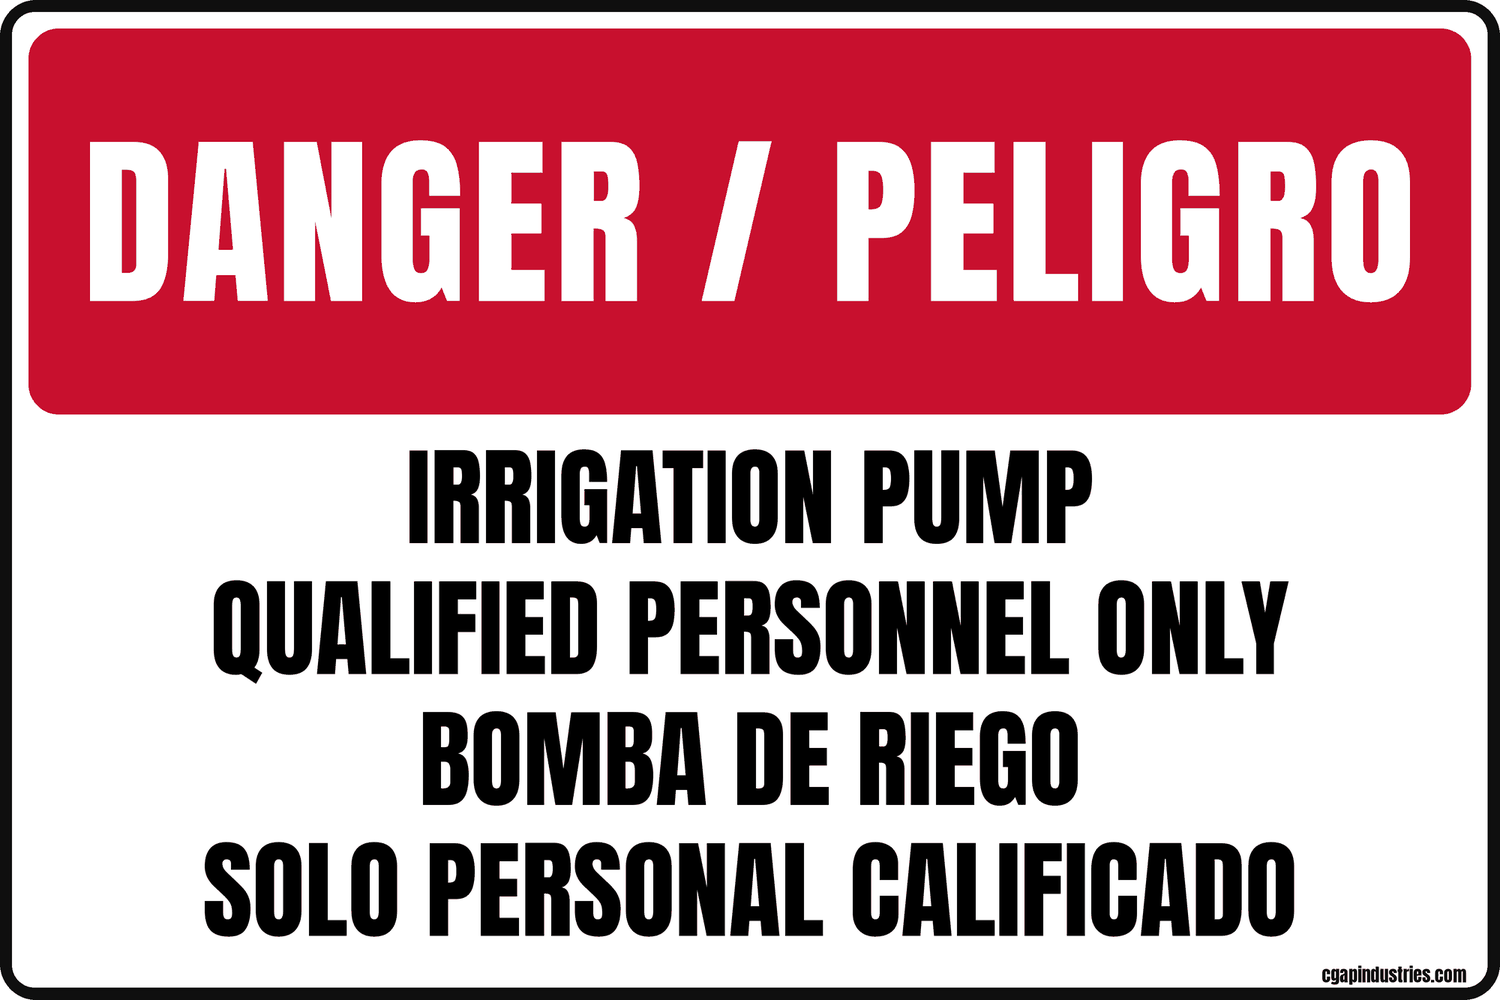 DANGER / PELIGRO
IRRIGATION PUMP
QUALIFIED PERSONNEL ONLY
BOMBA DE RIEGO
SOLO PERSONAL CALIFICADO
cgapindustries.com